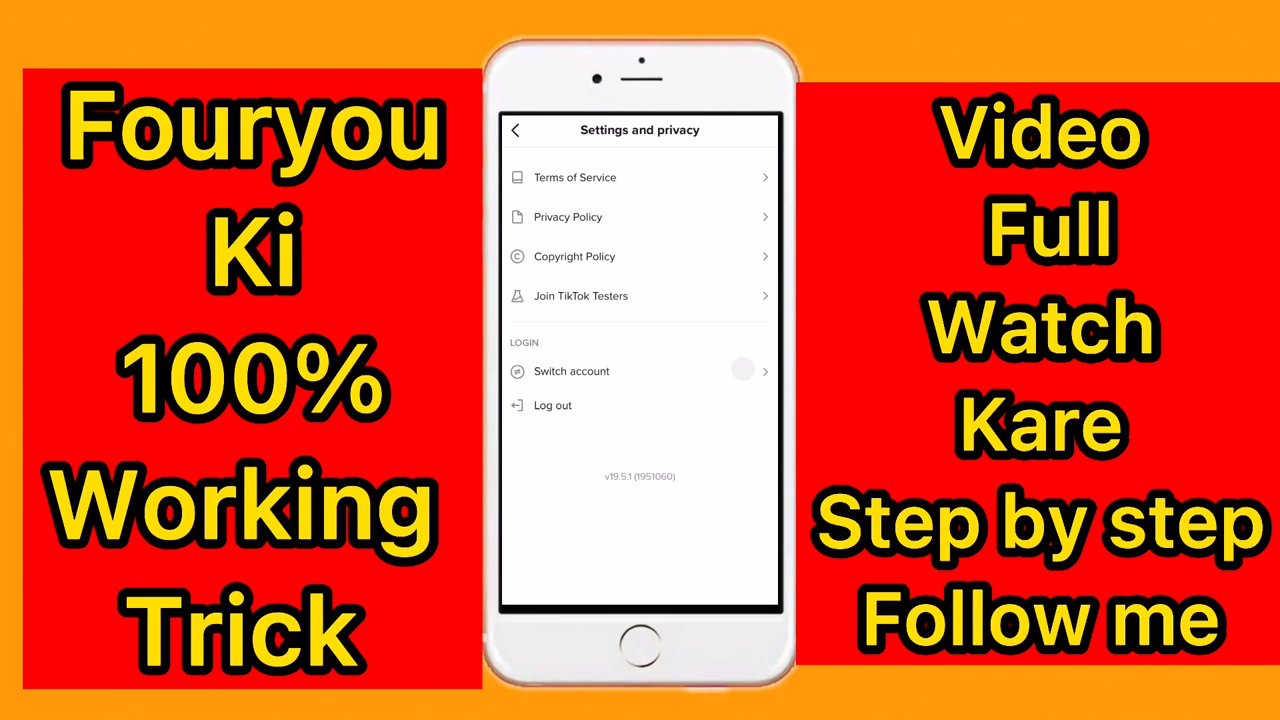 Fouryou
Ki
100%
Working
Trick
Settings and privacy
Terms of Service
Privacy Policy
Copyright Policy
Join TikTok Testers
LOGIN
Switch account
Log out
v19.5.1 (1951060)
Video
Full
Watch
Kare
Step by step
Follow me